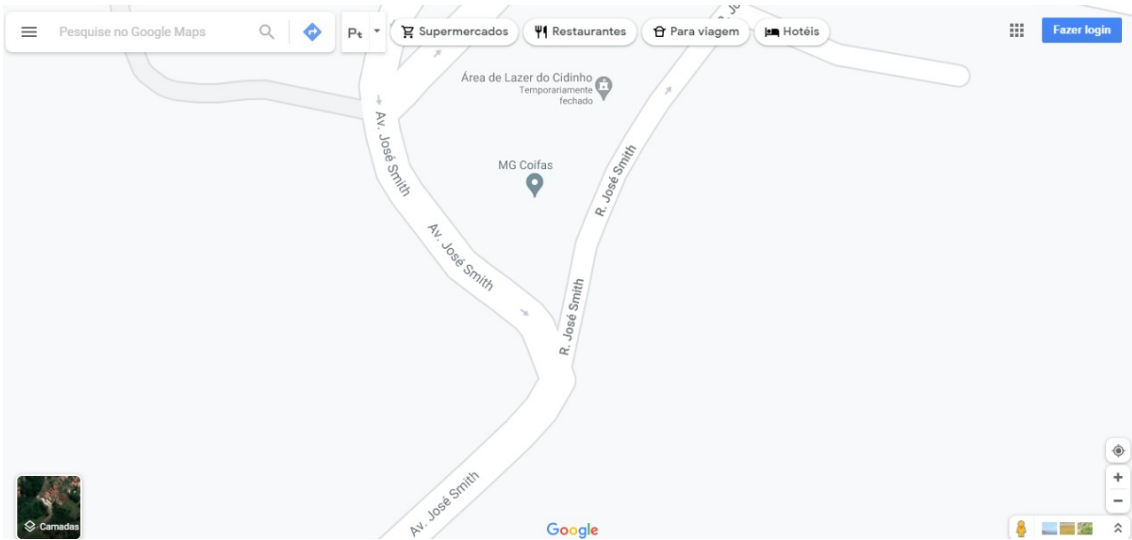 Pesquise no Google Maps
Pt
Supermercados
Restaurantes
Para viagem
Hotéis
Fazer login
Área de Lazer do Cidinho
Temporariamente
fechado
MG Coifas
Av. José Smith
R. José Smith
Av. José Smith
R. José Smith
Av. José Smith
Camadas
Google